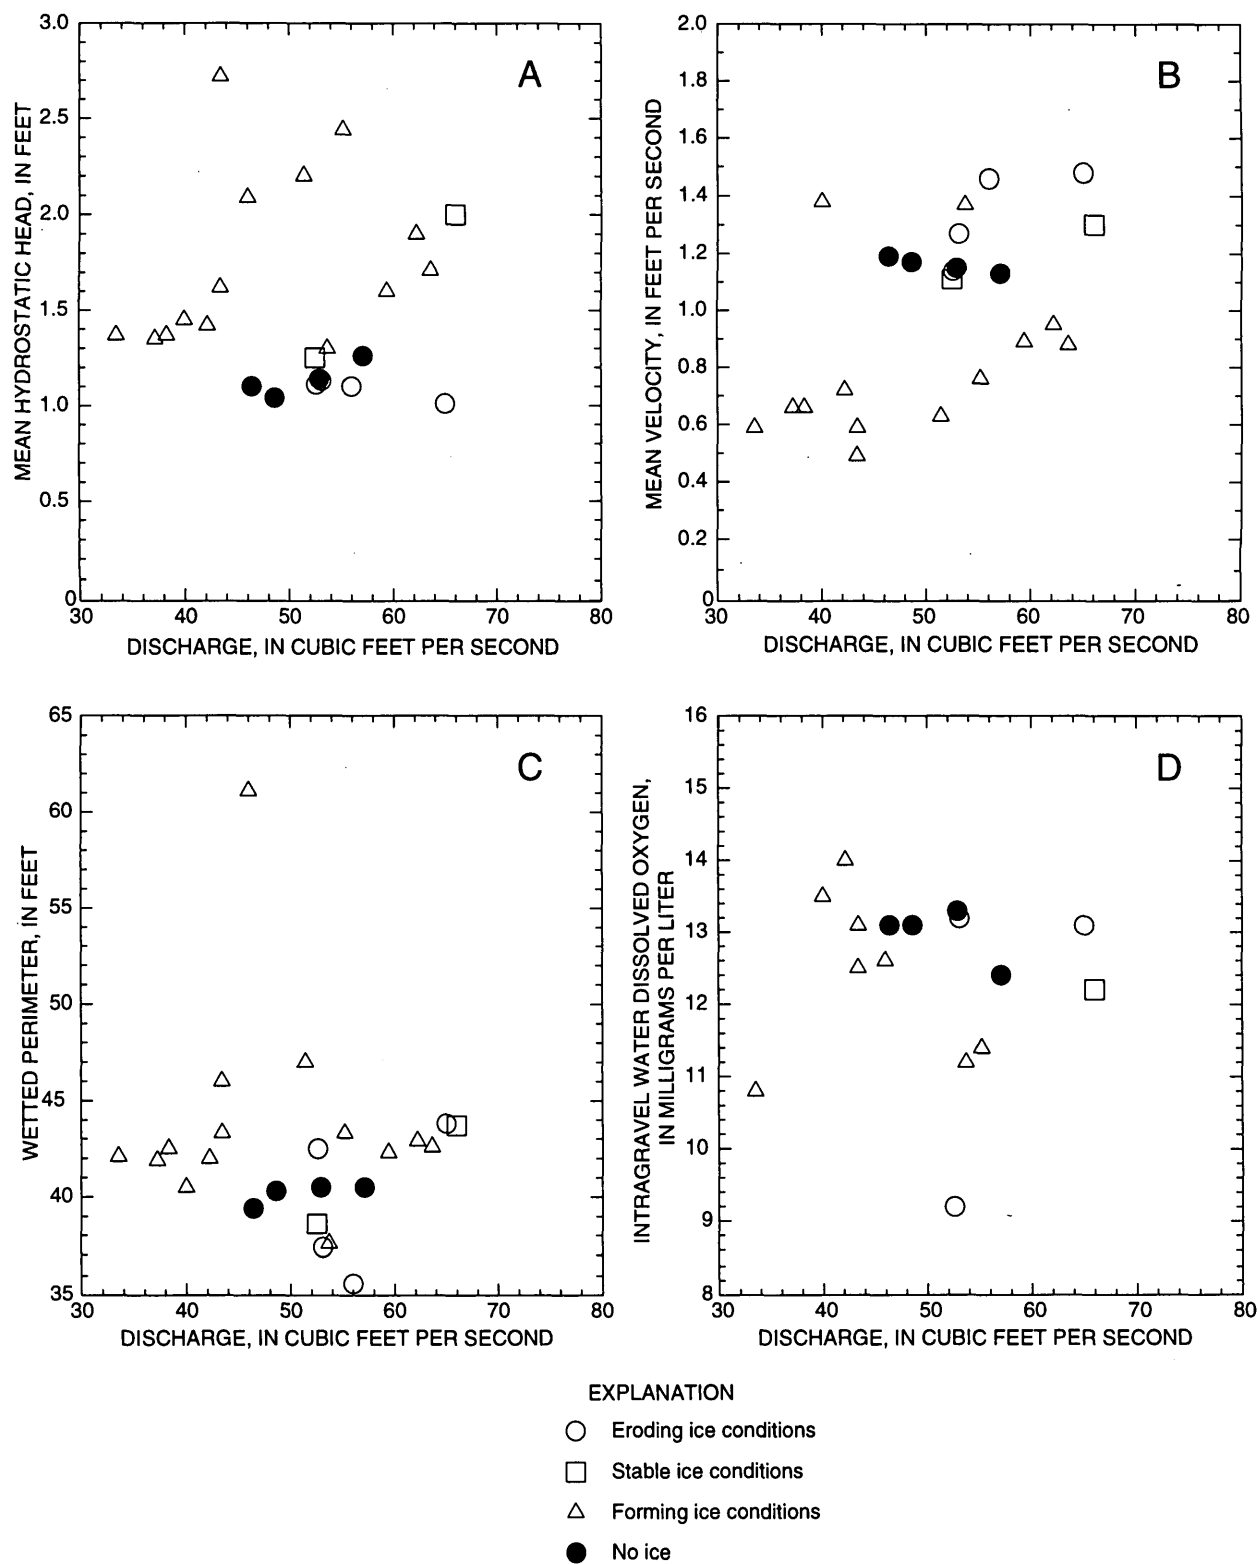 A
MEAN HYDROSTATIC HEAD, IN FEET
3.0
2.5
2.0
1.5
1.0
0.5
0
30 40 50 60 70 80
DISCHARGE, IN CUBIC FEET PER SECOND
B
MEAN VELOCITY, IN FEET PER SECOND
2.0
1.8
1.6
1.4
1.2
1.0
0.8
0.6
0.4
0.2
0
30 40 50 60 70 80
DISCHARGE, IN CUBIC FEET PER SECOND
C
WETTED PERIMETER, IN FEET
65
60
55
50
45
40
35
30 40 50 60 70 80
DISCHARGE, IN CUBIC FEET PER SECOND
D
INTRAGRAVEL WATER DISSOLVED OXYGEN,
IN MILLIGRAMS PER LITER
16
15
14
13
12
11
10
9
8
30 40 50 60 70 80
DISCHARGE, IN CUBIC FEET PER SECOND
EXPLANATION
Eroding ice conditions
Stable ice conditions
Forming ice conditions
No ice